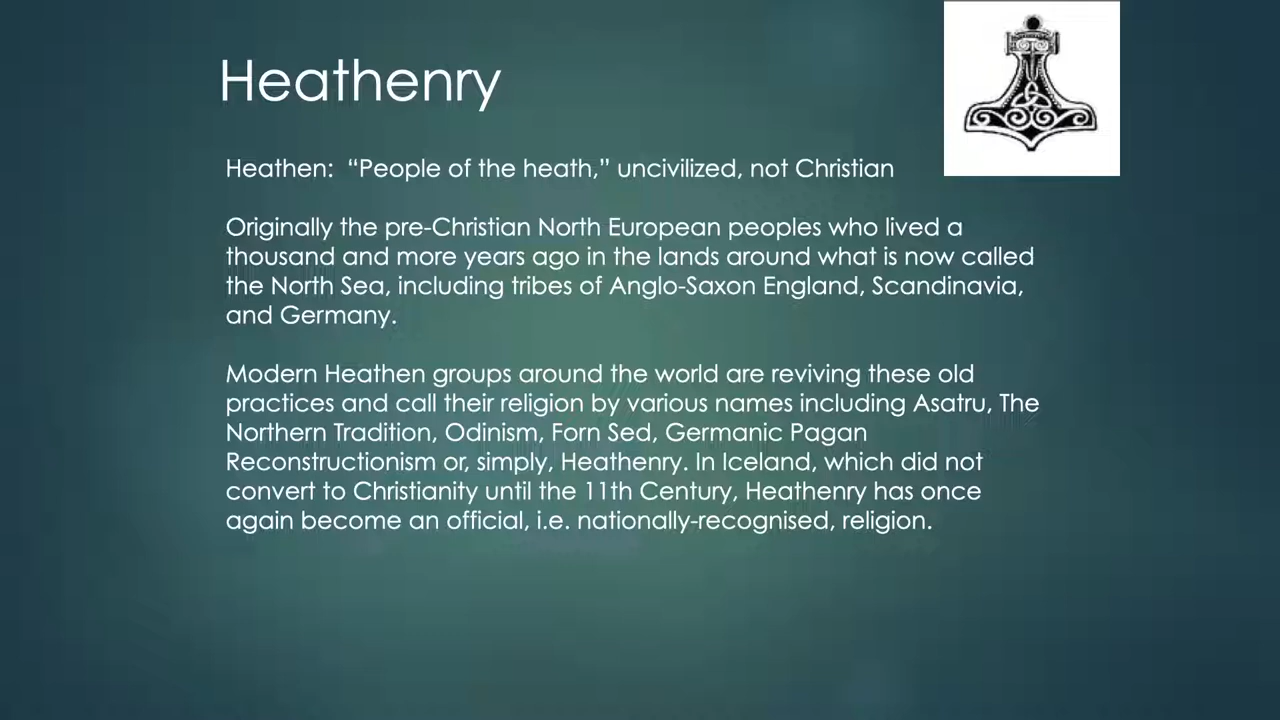 Heathenry
Heathen:  “People of the heath,” uncivilized, not Christian
Originally the pre-Christian North European peoples who lived a
thousand and more years ago in the lands around what is now called
the North Sea, including tribes of Anglo-Saxon England, Scandinavia,
and Germany.
Modern Heathen groups around the world are reviving these old
practices and call their religion by various names including Asatru, The
Northern Tradition, Odinism, Forn Sed, Germanic Pagan
Reconstructionism or, simply, Heathenry. In Iceland, which did not
convert to Christianity until the 11th Century, Heathenry has once
again become an official, i.e. nationally-recognised, religion.